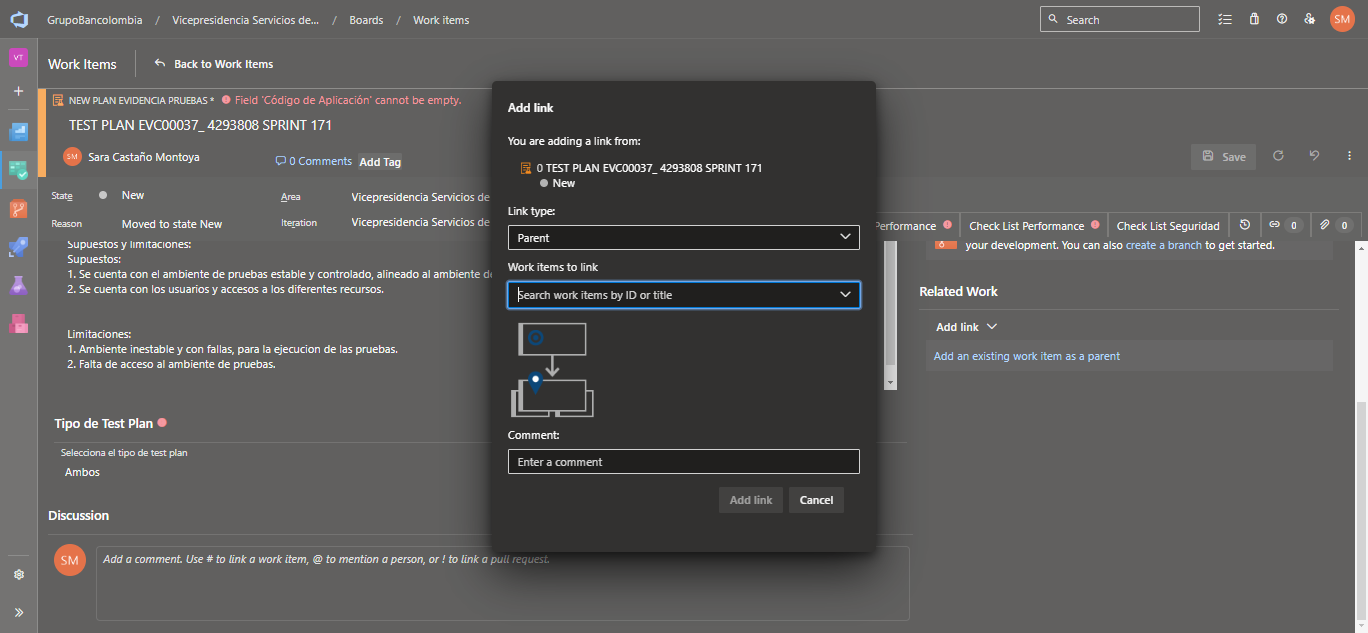 GrupoBancolombia / Vicepresidencia Servicios de... / Boards / Work items
Search
SM
VT
Work Items
Back to Work Items
NEW PLAN EVIDENCIA PRUEBAS * Field 'Código de Aplicación' cannot be empty.
TEST PLAN EVC00037_ 4293808 SPRINT 171
SM Sara Castaño Montoya
0 Comments
Add Tag
Save
State New
Area Vicepresidencia Servicios de
Reason Moved to state New
Iteration Vicepresidencia Servicios de
Performance
Check List Performance
Check List Seguridad
0
0
Supuestos y limitaciones:
Supuestos:
1. Se cuenta con el ambiente de pruebas estable y controlado, alineado al ambiente de
2. Se cuenta con los usuarios y accesos a los diferentes recursos.
Limitaciones:
1. Ambiente inestable y con fallas, para la ejecucion de las pruebas.
2. Falta de acceso al ambiente de pruebas.
Tipo de Test Plan
Selecciona el tipo de test plan
Ambos
Discussion
SM
Add a comment. Use # to link a work item, @ to mention a person, or ! to link a pull request.
Add link
You are adding a link from:
0 TEST PLAN EVC00037_ 4293808 SPRINT 171
New
Link type:
Parent
Work items to link
Search work items by ID or title
Comment:
Enter a comment
Add link
Cancel
your development. You can also create a branch to get started.
Related Work
Add link
Add an existing work item as a parent